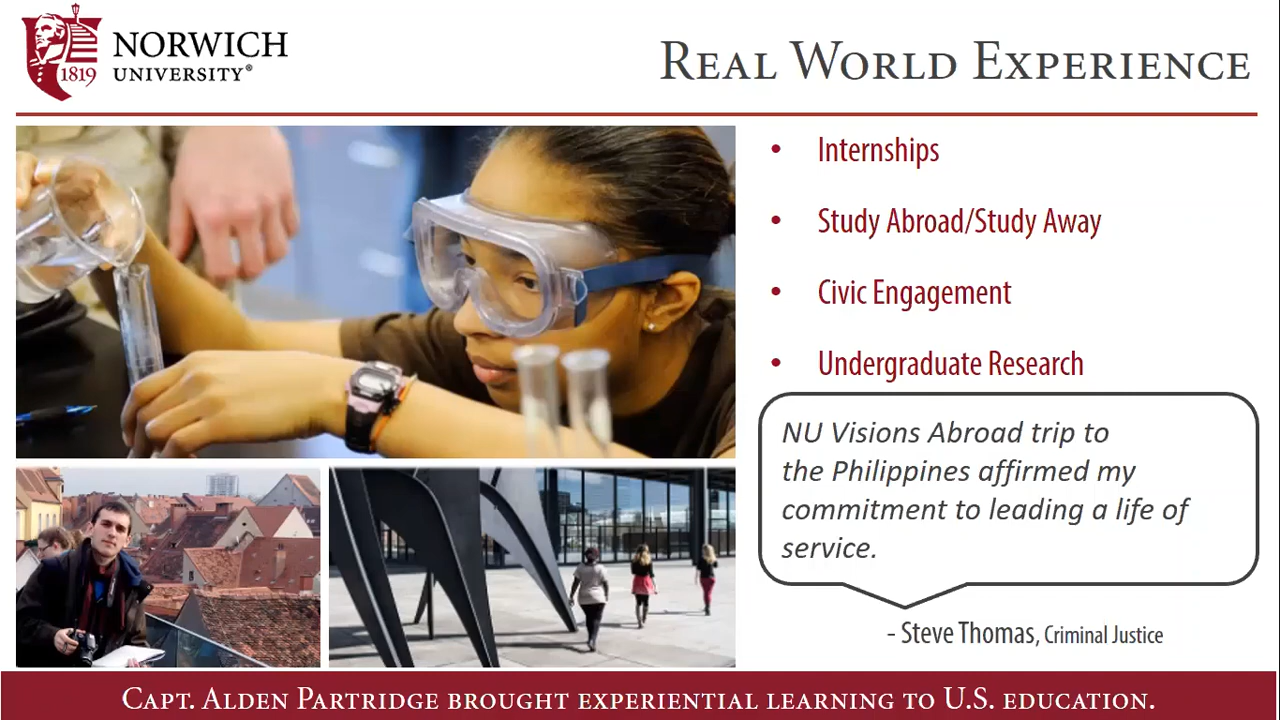 NORWICH
UNIVERSITY®
1819
REAL WORLD EXPERIENCE
• Internships
• Study Abroad/Study Away
• Civic Engagement
• Undergraduate Research
NU Visions Abroad trip to
the Philippines affirmed my
commitment to leading a life of
service.
- Steve Thomas, Criminal Justice
CAPT. ALDEN PARTRIDGE BROUGHT EXPERIENTIAL LEARNING TO U.S. EDUCATION.